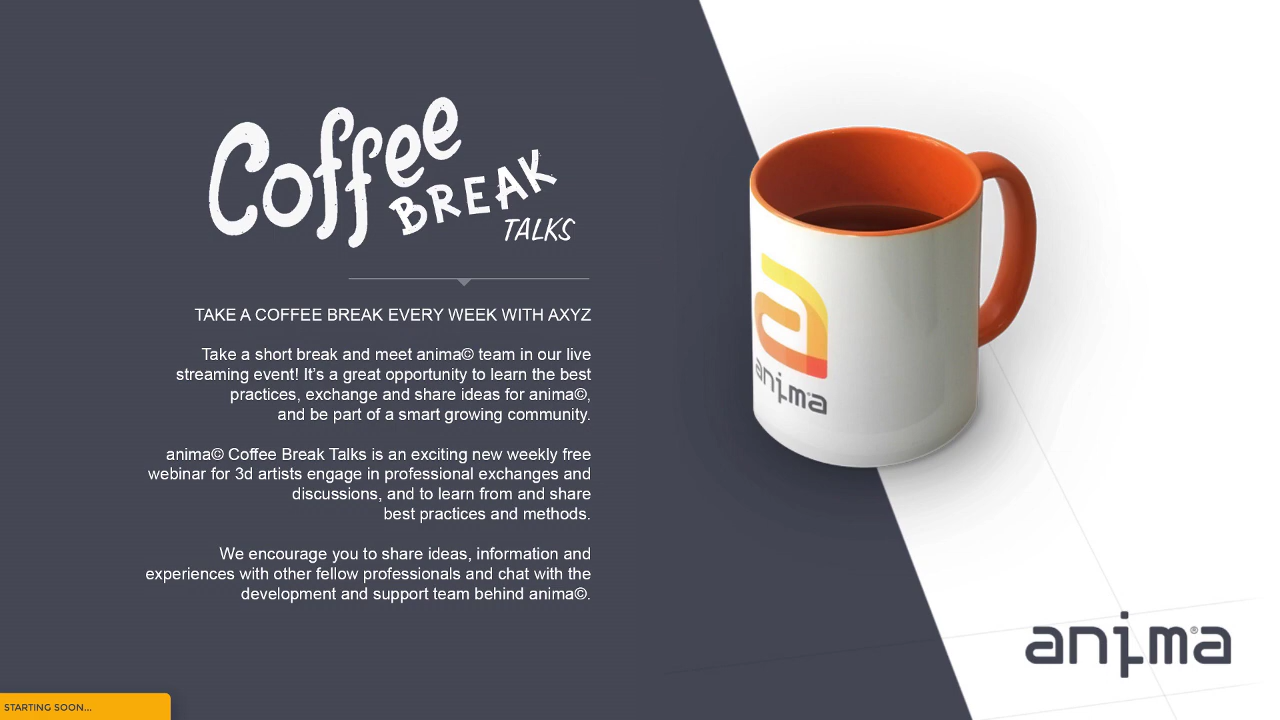 Coffee
BREAK
TALKS
TAKE A COFFEE BREAK EVERY WEEK WITH AXYZ
Take a short break and meet anima© team in our live
streaming event! It's a great opportunity to learn the best
practices, exchange and share ideas for anima©,
and be part of a smart growing community.
anima© Coffee Break Talks is an exciting new weekly free
webinar for 3d artists engage in professional exchanges and
discussions, and to learn from and share
best practices and methods.
We encourage you to share ideas, information and
experiences with other fellow professionals and chat with the
development and support team behind anima©.
a
anima
anima®
STARTING SOON...